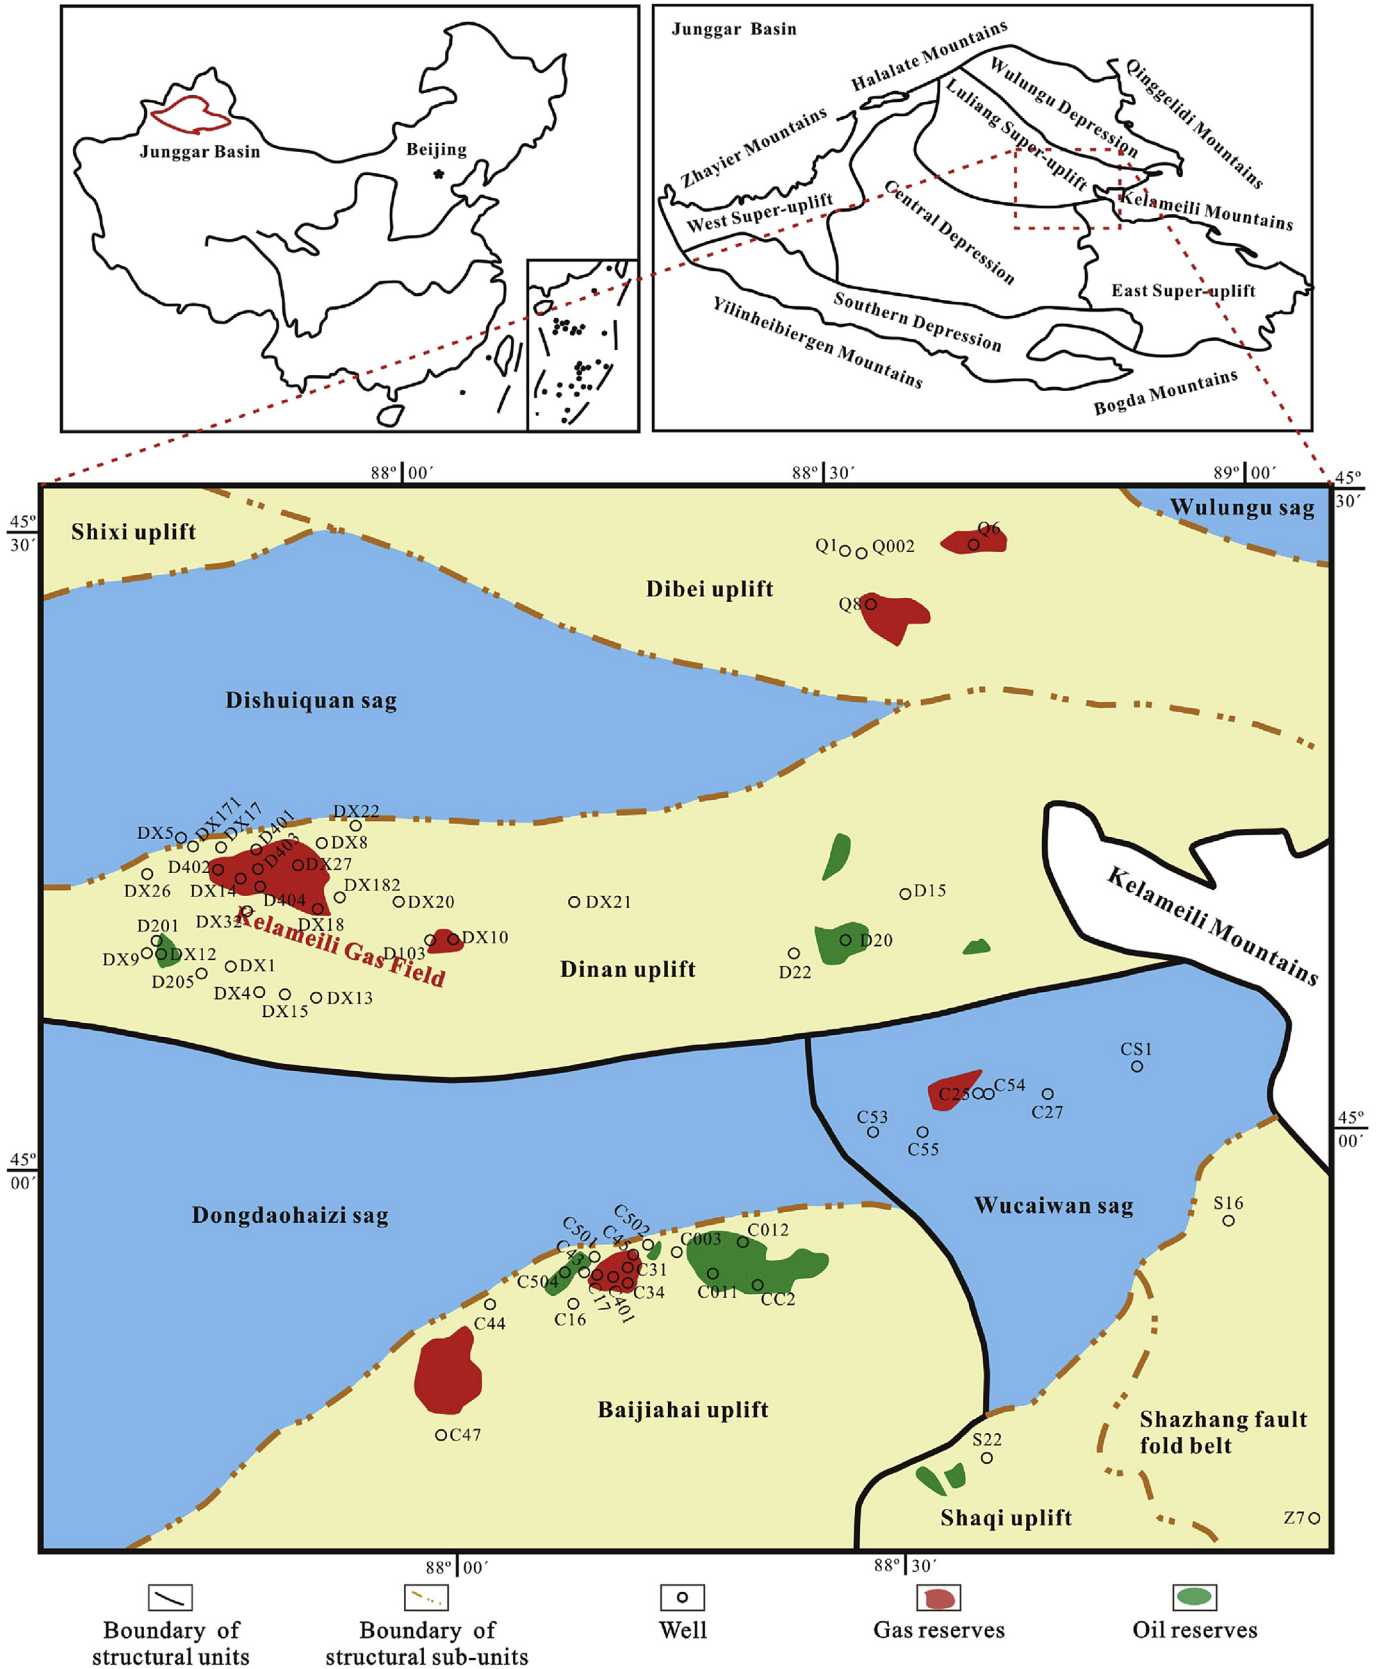 Junggar Basin
Beijing
Junggar Basin
Halalate Mountains
Wulungu Depression
Qinggelidi Mountains
Luliang Super-uplift
Zhayier Mountains
West Super-uplift
Central Depression
Kelameili Mountains
East Super-uplift
Southern Depression
Yilinheibiergen Mountains
Bogda Mountains
88° 00′
88° 30′
89° 00′
45°
30′
45°
30′
Shixi uplift
Wulungu sag
Q6
Q1
Q002
Dibei uplift
Q8
Dishuiquan sag
DX5
DX171
DX17
D401
DX22
D403
DX8
D402
DX27
DX26
DX14
D404
DX182
DX20
DX21
D15
DX32
DX18
Kelameili Gas Field
D201
DX9
DX12
D103
DX10
D20
D22
D205
DX1
Dinan uplift
DX4
DX15
DX13
Kelameili Mountains
CS1
C25
C54
C27
C53
C55
45°
00′
45°
00′
Dongdaohaizi sag
Wucaiwan sag
S16
C501
C502
C43
C45
C003
C012
C504
C31
C34
C17
C401
C011
CC2
C44
C16
Baijiahai uplift
C47
Shazhang fault
fold belt
S22
Shaqi uplift
Z7
88° 00′
88° 30′
Boundary of
structural units
Boundary of
structural sub-units
Well
Gas reserves
Oil reserves